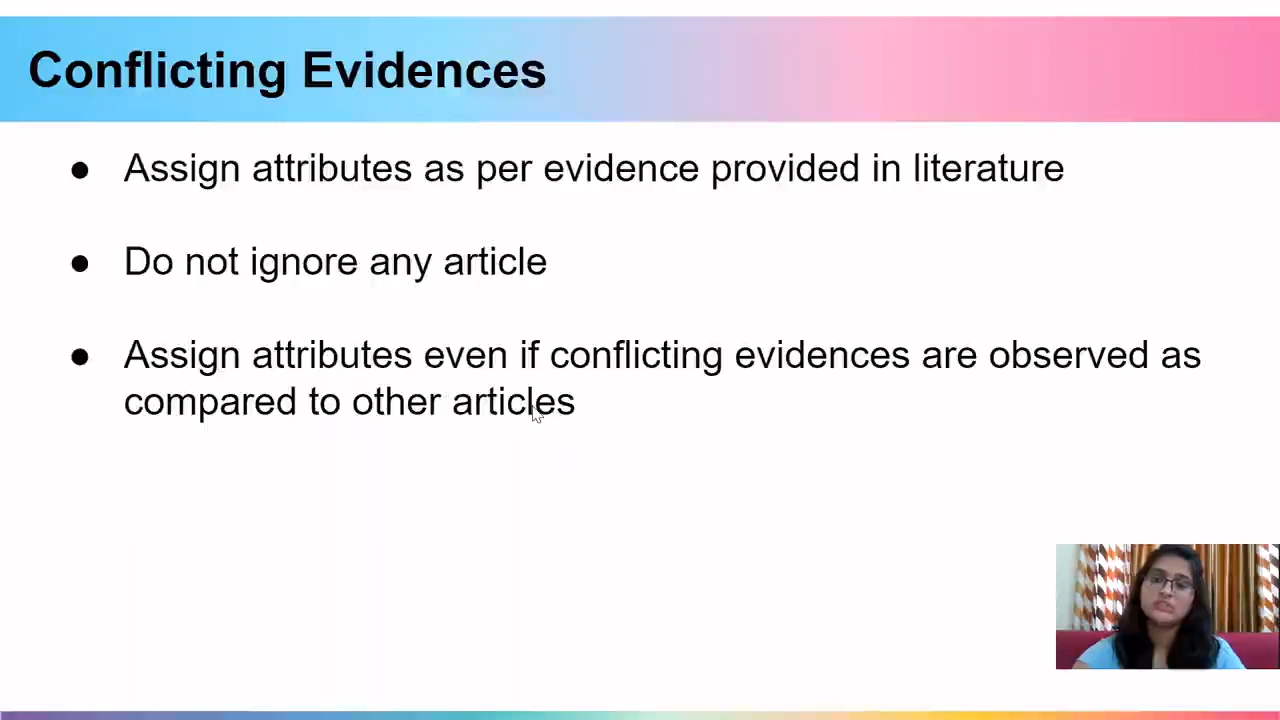 Conflicting Evidences
● Assign attributes as per evidence provided in literature
● Do not ignore any article
● Assign attributes even if conflicting evidences are observed as
compared to other articles